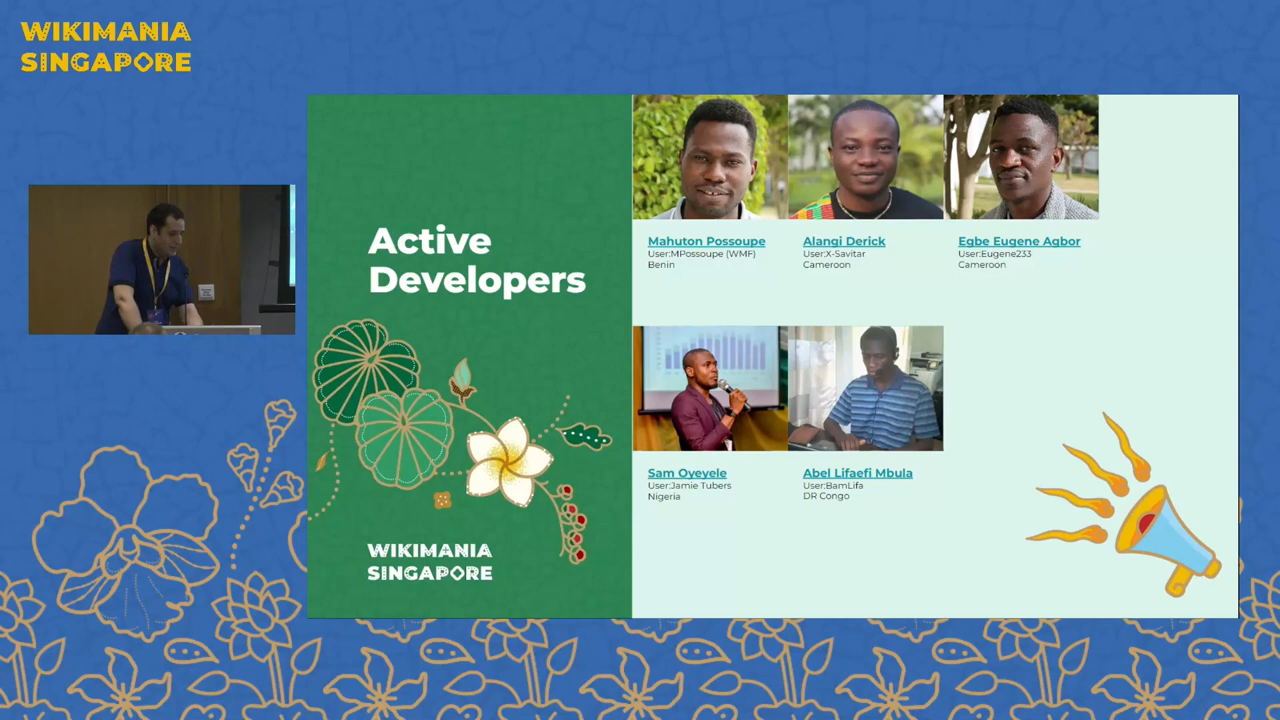 WIKIMANIA
SINGAPORE
Active
Developers
WIKIMANIA
SINGAPORE
Mahuton Possoupe
User:MPossoupe (WMF)
Benin
Alangi Derick
User:X-Savitar
Cameroon
Egbe Eugene Agbor
User:Eugene233
Cameroon
Sam Oyeyele
User:Jamie Tubers
Nigeria
Abel Lifaefi Mbula
User:BamLifa
DR Congo